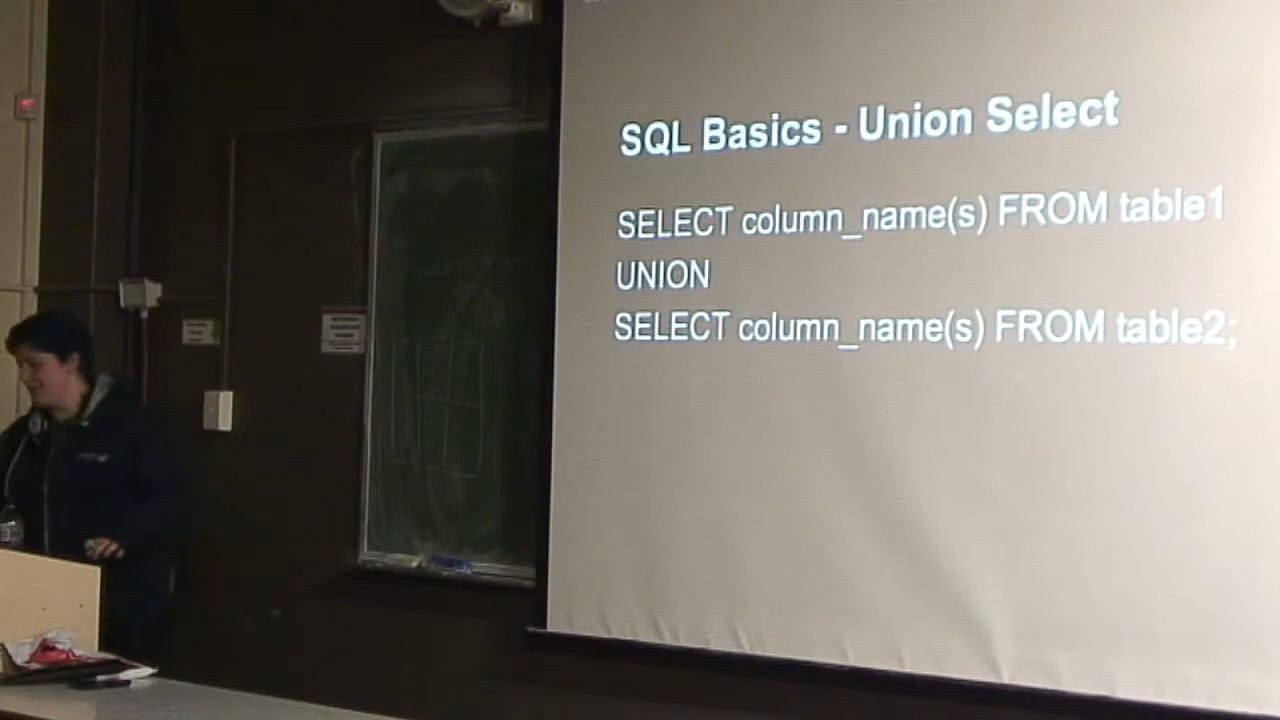 SQL Basics - Union Select
SELECT column_name(s) FROM table1
UNION
SELECT column_name(s) FROM table2;